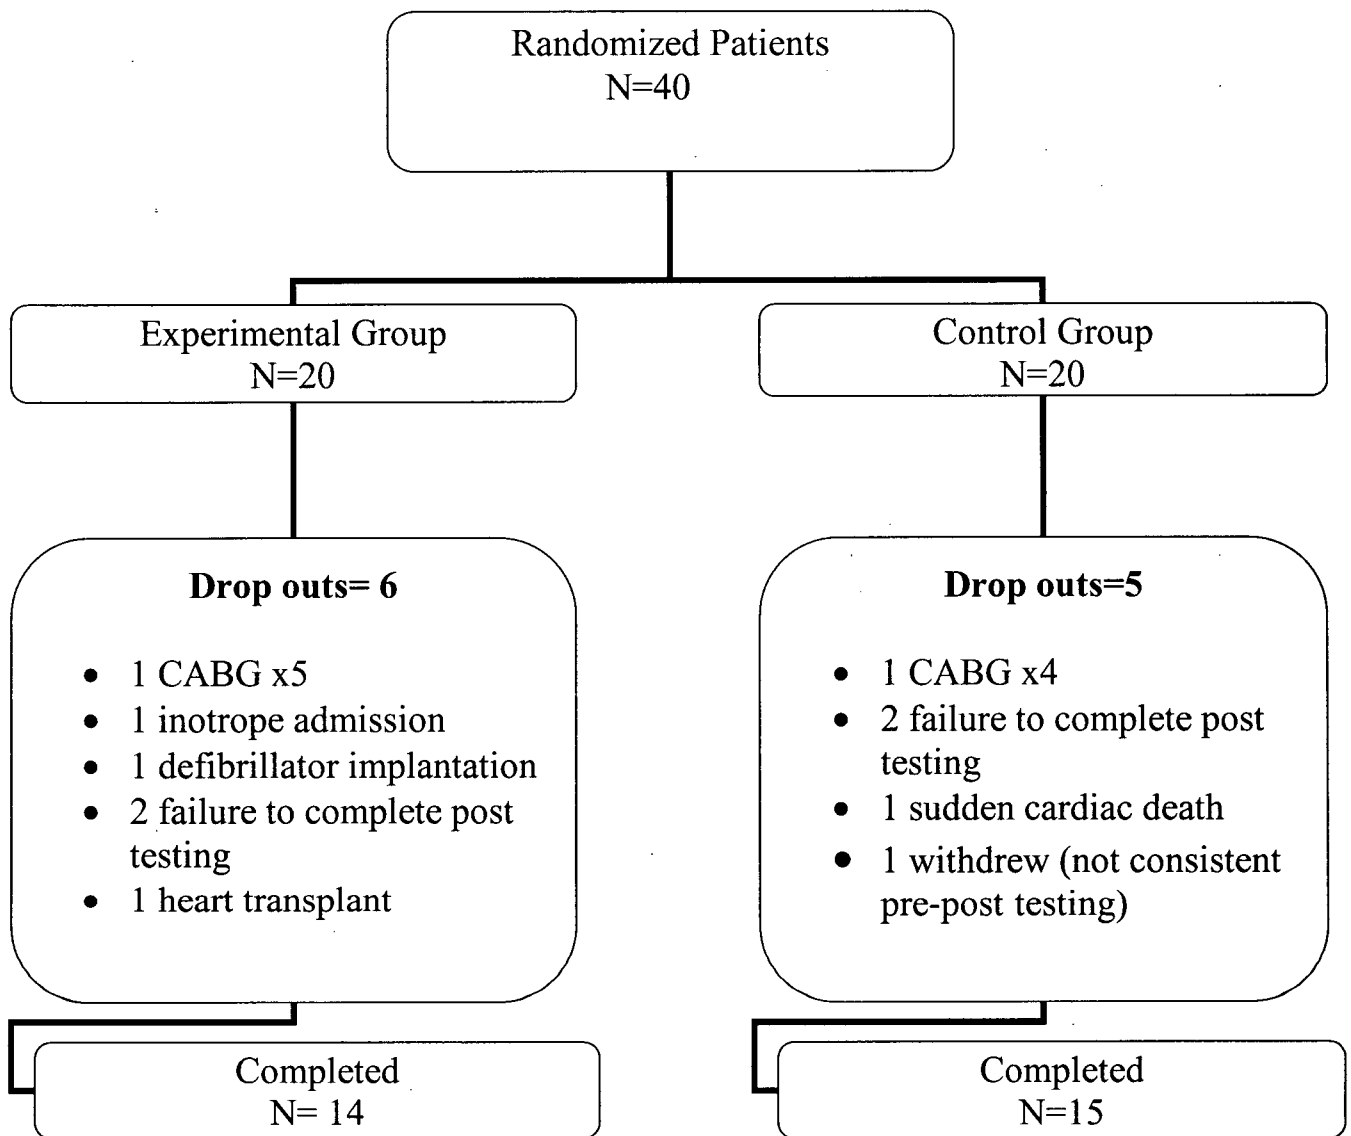 Randomized Patients
N=40
Experimental Group
N=20
Control Group
N=20
Drop outs= 6
• 1 CABG x5
• 1 inotrope admission
• 1 defibrillator implantation
• 2 failure to complete post
testing
• 1 heart transplant
Drop outs=5
• 1 CABG x4
• 2 failure to complete post
testing
• 1 sudden cardiac death
• 1 withdrew (not consistent
pre-post testing)
Completed
N= 14
Completed
N=15